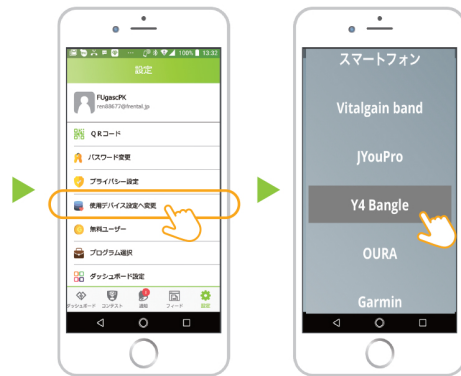 100% 13:32
設定
FUgascPK
ren88677@frentail.jp
QRコード
パスワード変更
プライバシー設定
使用デバイス設定へ変更
無料ユーザー
プログラム選択
ダッシュボード設定
ダッシュボード コンテスト 通知 フィード 設定
スマートフォン
Vitalgain band
JYouPro
Y4 Bangle
OURA
Garmin